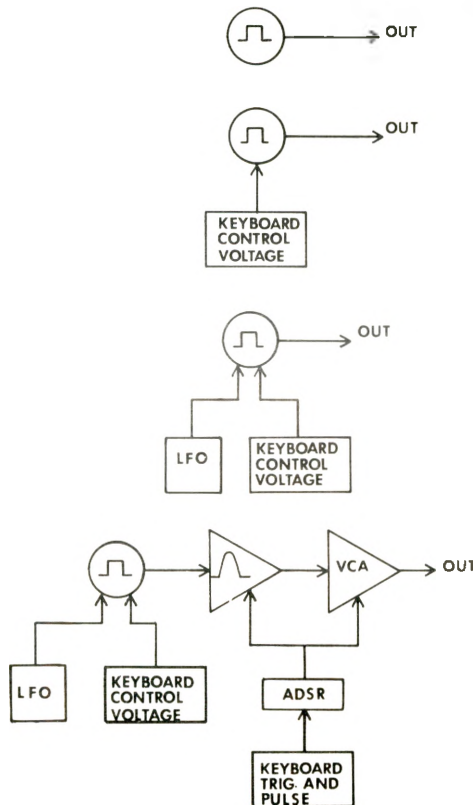 OUT
OUT
KEYBOARD
CONTROL
VOLTAGE
OUT
LFO
KEYBOARD
CONTROL
VOLTAGE
VCA
OUT
LFO
KEYBOARD
CONTROL
VOLTAGE
ADSR
KEYBOARD
TRIG. AND
PULSE